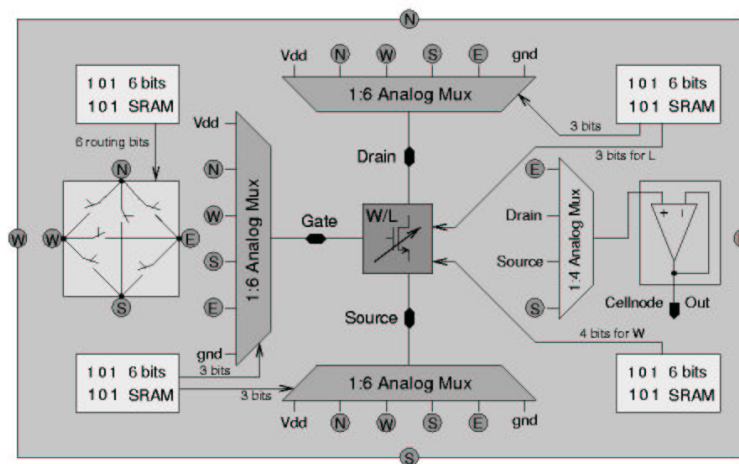 N
Vdd N W S E gnd
1:6 Analog Mux
101 6 bits
101 SRAM
101 6 bits
101 SRAM
6 routing bits
3 bits
3 bits for L
Vdd
N
W
S
E
gnd
1:6 Analog Mux
Drain
Gate
W/L
Source
N
W
E
S
W
E
Drain
Source
S
1:4 Analog Mux
+ −
Cellnode Out
4 bits for W
101 6 bits
101 SRAM
3 bits
3 bits
1:6 Analog Mux
101 6 bits
101 SRAM
Vdd N W S E gnd
S